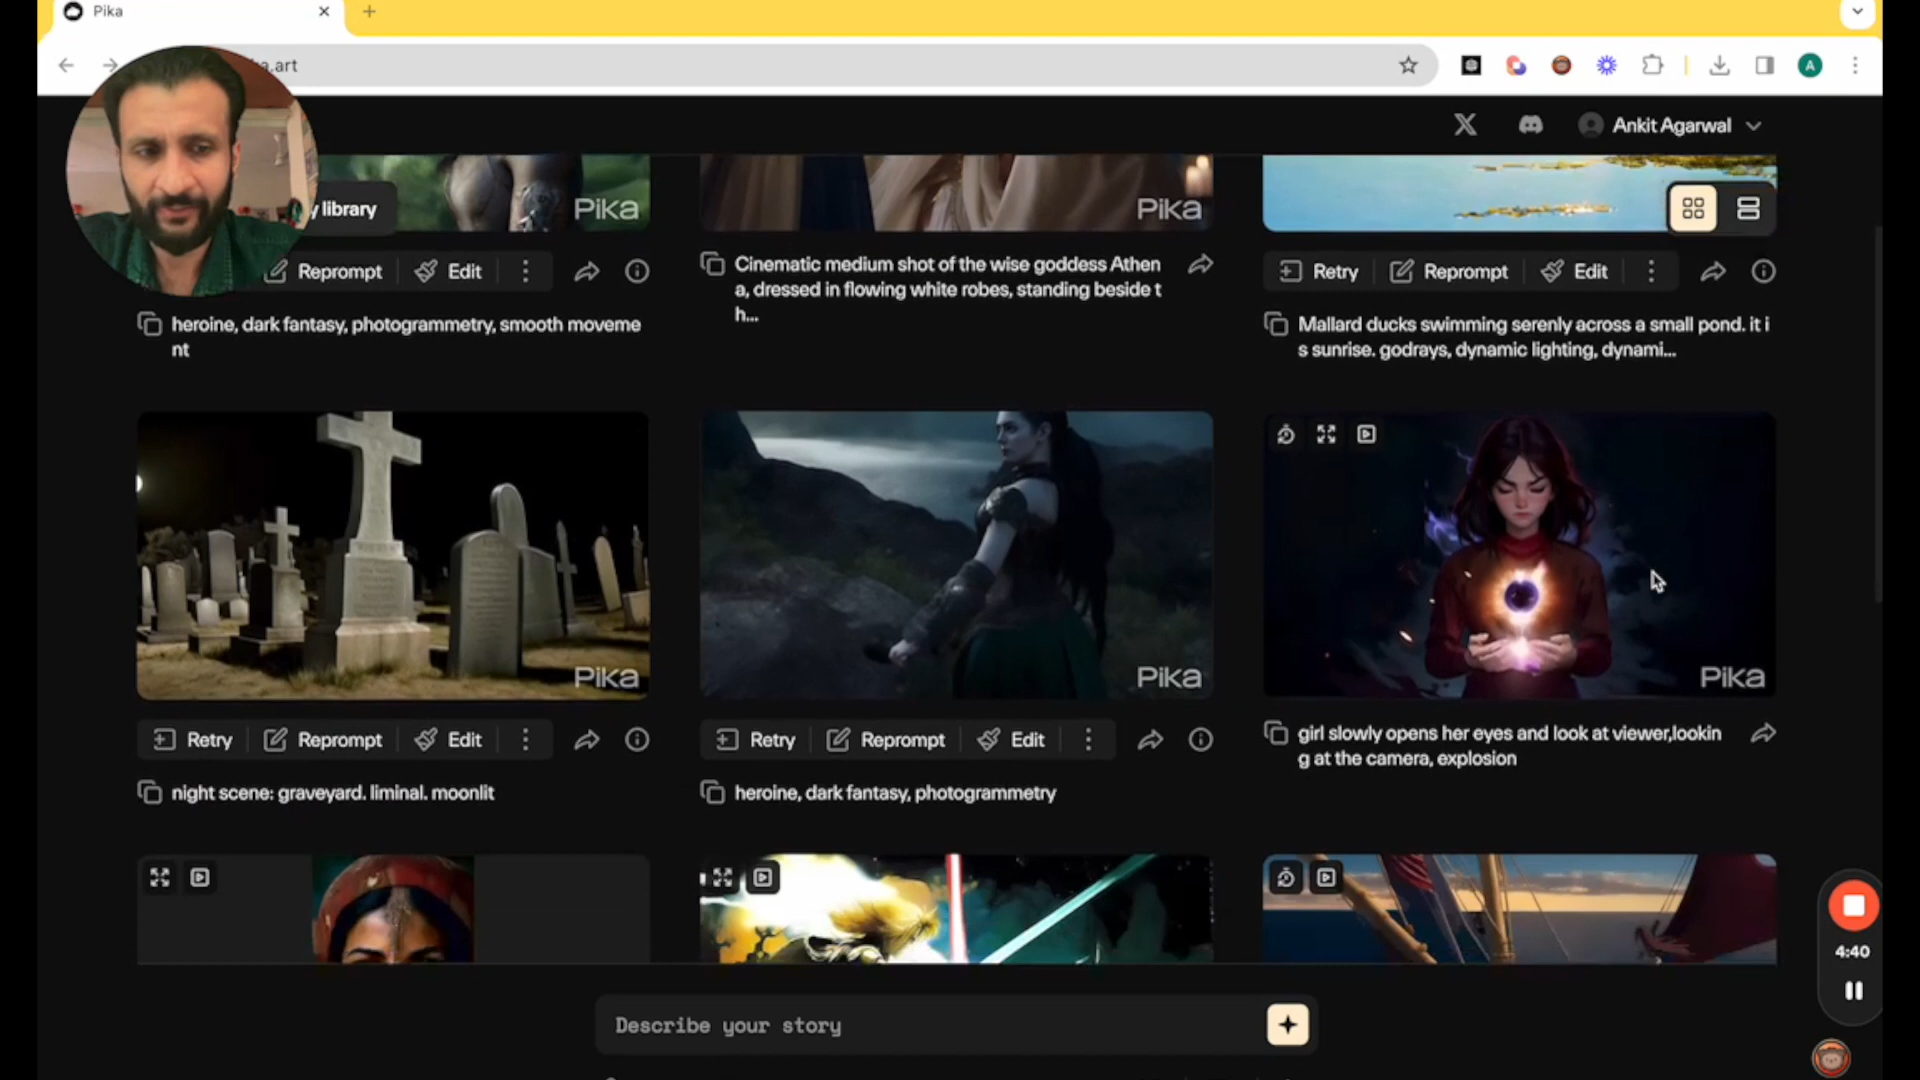 Pika
a.art
Ankit Agarwal
y library
Pika
Pika
Reprompt
Edit
heroine, dark fantasy, photogrammetry, smooth moveme
nt
Cinematic medium shot of the wise goddess Athen
a, dressed in flowing white robes, standing beside t
h...
Retry
Reprompt
Edit
Mallard ducks swimming serenly across a small pond. it i
s sunrise. godrays, dynamic lighting, dynami...
Pika
Pika
Pika
Retry
Reprompt
Edit
night scene: graveyard. liminal. moonlit
Retry
Reprompt
Edit
heroine, dark fantasy, photogrammetry
girl slowly opens her eyes and look at viewer,lookin
g at the camera, explosion
Describe your story
4:40
A